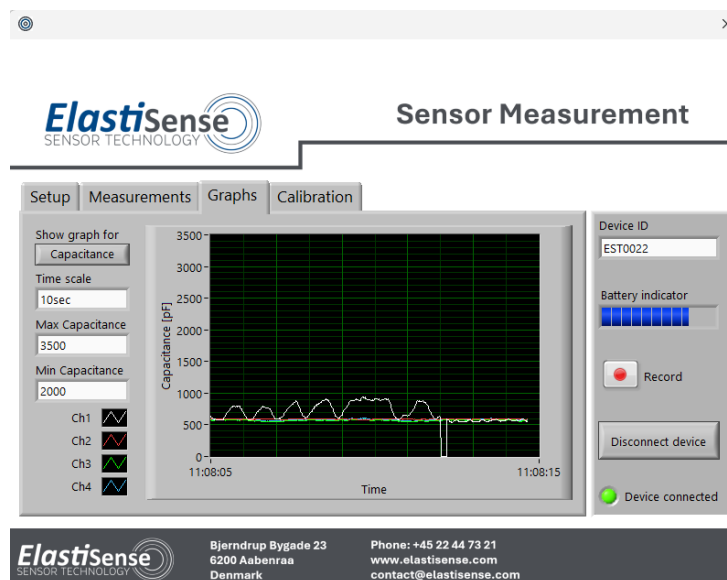 ElastiSense
SENSOR TECHNOLOGY
Sensor Measurement
Setup
Measurements
Graphs
Calibration
Show graph for
Capacitance
Time scale
10sec
Max Capacitance
3500
Min Capacitance
2000
Ch1
Ch2
Ch3
Ch4
Capacitance [pF]
3500
3000
2500
2000
1500
1000
500
0
11:08:05
11:08:15
Time
Device ID
EST0022
Battery indicator
Record
Disconnect device
Device connected
ElastiSense
SENSOR TECHNOLOGY
Bjerndrup Bygade 23
6200 Aabenraa
Denmark
Phone: +45 22 44 73 21
www.elastisense.com
contact@elastisense.com